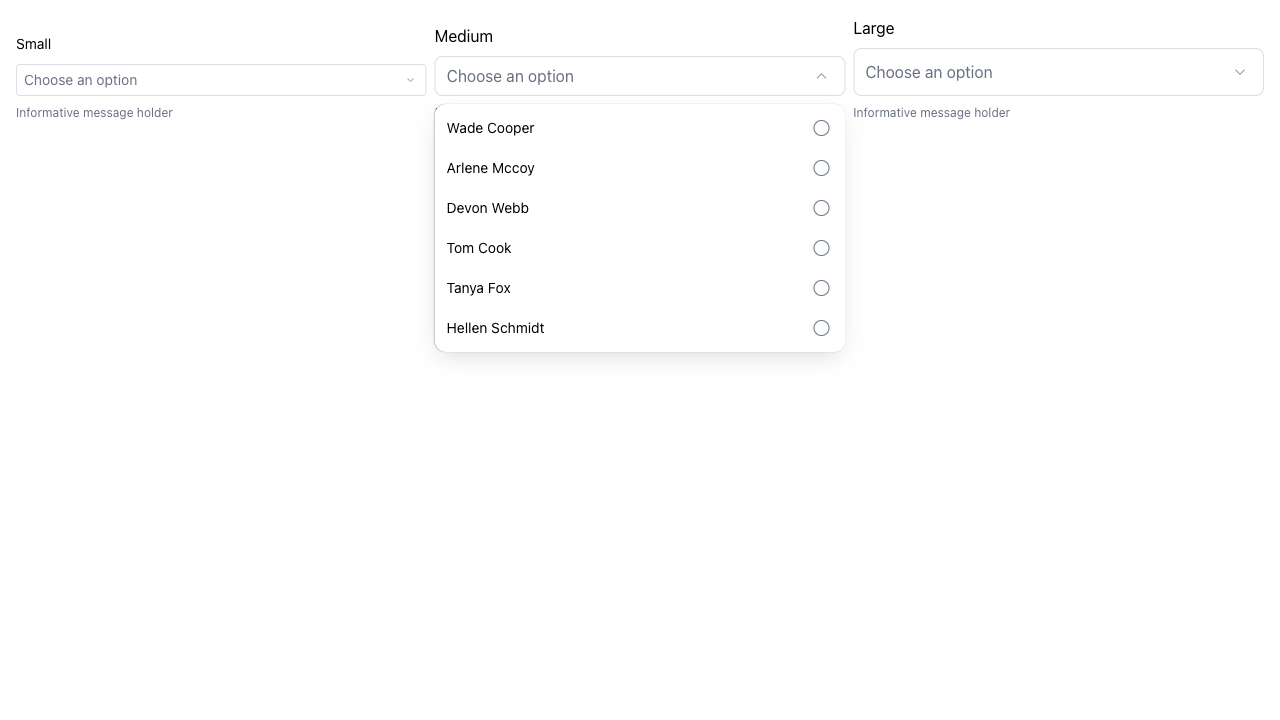 Small
Choose an option
Informative message holder
Medium
Choose an option
Wade Cooper
Arlene Mccoy
Devon Webb
Tom Cook
Tanya Fox
Hellen Schmidt
Large
Choose an option
Informative message holder